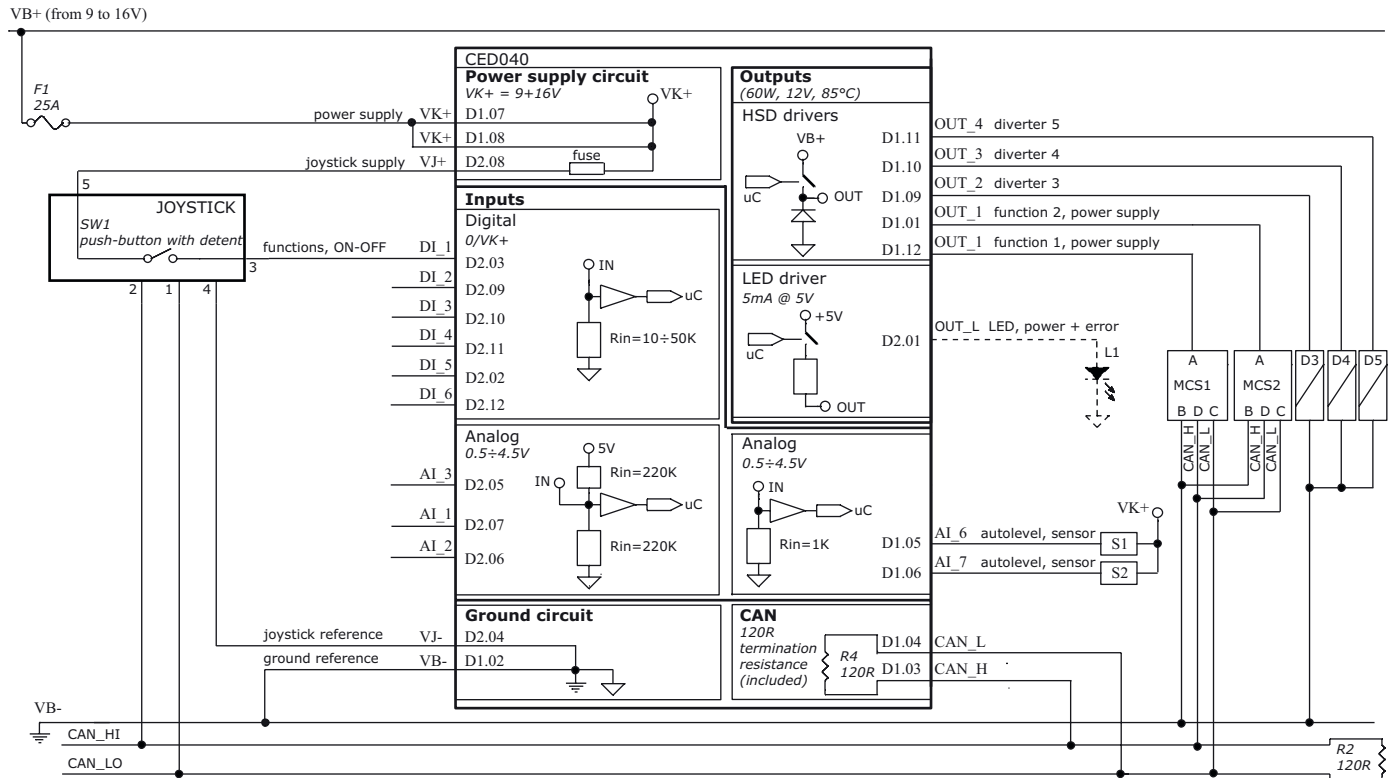 VB+ (from 9 to 16V)
F1
25A
CED040
Power supply circuit
VK+ = 9+16V
VK+
power supply VK+ D1.07
VK+ D1.08
joystick supply VJ+ D2.08
fuse
Outputs
(60W, 12V, 85°C)
HSD drivers
VB+
uC
OUT
D1.11 OUT_4 diverter 5
D1.10 OUT_3 diverter 4
D1.09 OUT_2 diverter 3
D1.01 OUT_1 function 2, power supply
D1.12 OUT_1 function 1, power supply
5
JOYSTICK
SW1
push-button with detent
3
2 1 4
functions, ON-OFF DI_1
Inputs
Digital
0/VK+
D2.03
DI_2
D2.09
DI_3
D2.10
DI_4
D2.11
DI_5
D2.02
DI_6
D2.12
IN
uC
Rin=10÷50K
LED driver
5mA @ 5V
+5V
uC
OUT
D2.01
OUT_L LED, power + error
L1
A
MCS1
B D C
A
MCS2
B D C
D3 D4 D5
CAN_H
CAN_L
CAN_H
CAN_L
Analog
0.5÷4.5V
5V
Rin=220K
IN
uC
Rin=220K
AI_3
D2.05
AI_1
D2.07
AI_2
D2.06
Analog
0.5÷4.5V
IN
uC
Rin=1K
VK+
D1.05 AI_6 autolevel, sensor S1
D1.06 AI_7 autolevel, sensor S2
Ground circuit
joystick reference VJ- D2.04
ground reference VB- D1.02
CAN
120R
termination
resistance
(included)
R4
120R
D1.04 CAN_L
D1.03 CAN_H
VB-
CAN_HI
CAN_LO
R2
120R